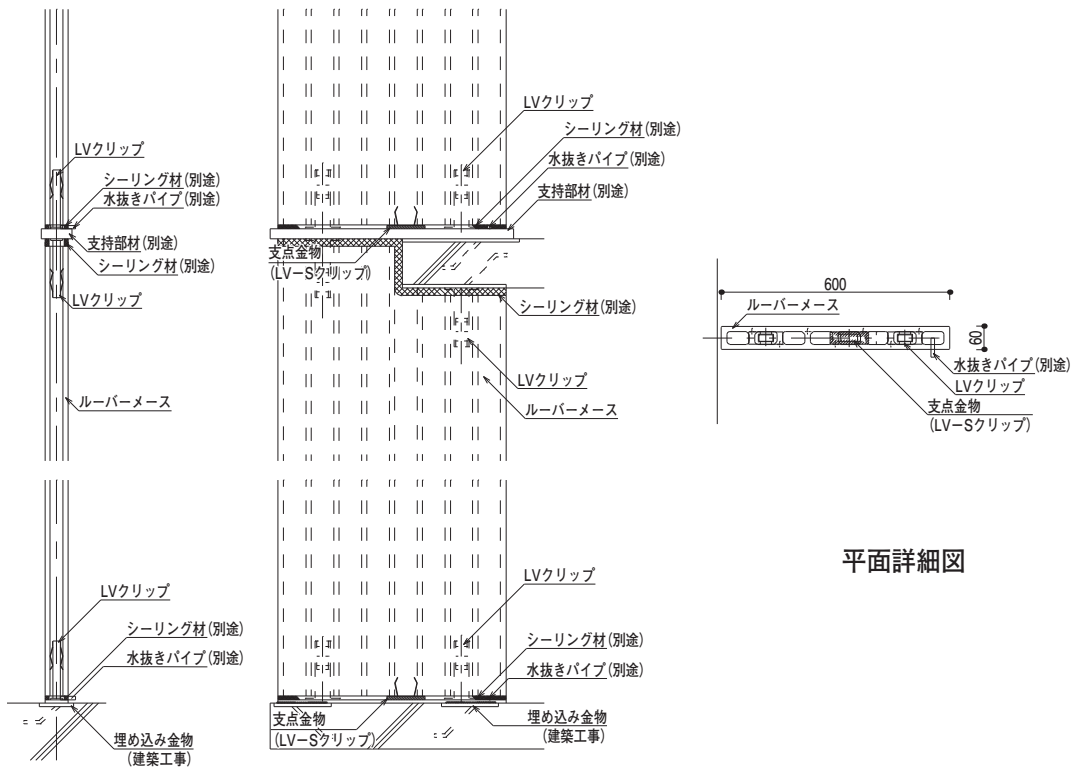 LVクリップ
シーリング材(別途)
水抜きパイプ(別途)
支持部材(別途)
シーリング材(別途)
LVクリップ
ルーバーメース
LVクリップ
シーリング材(別途)
水抜きパイプ(別途)
支持部材(別途)
支点金物
(LV−Sクリップ)
シーリング材(別途)
LVクリップ
ルーバーメース
600
ルーバーメース
60
水抜きパイプ(別途)
LVクリップ
支点金物
(LV−Sクリップ)
平面詳細図
LVクリップ
シーリング材(別途)
水抜きパイプ(別途)
埋め込み金物
(建築工事)
LVクリップ
シーリング材(別途)
水抜きパイプ(別途)
支点金物
(LV−Sクリップ)
埋め込み金物
(建築工事)